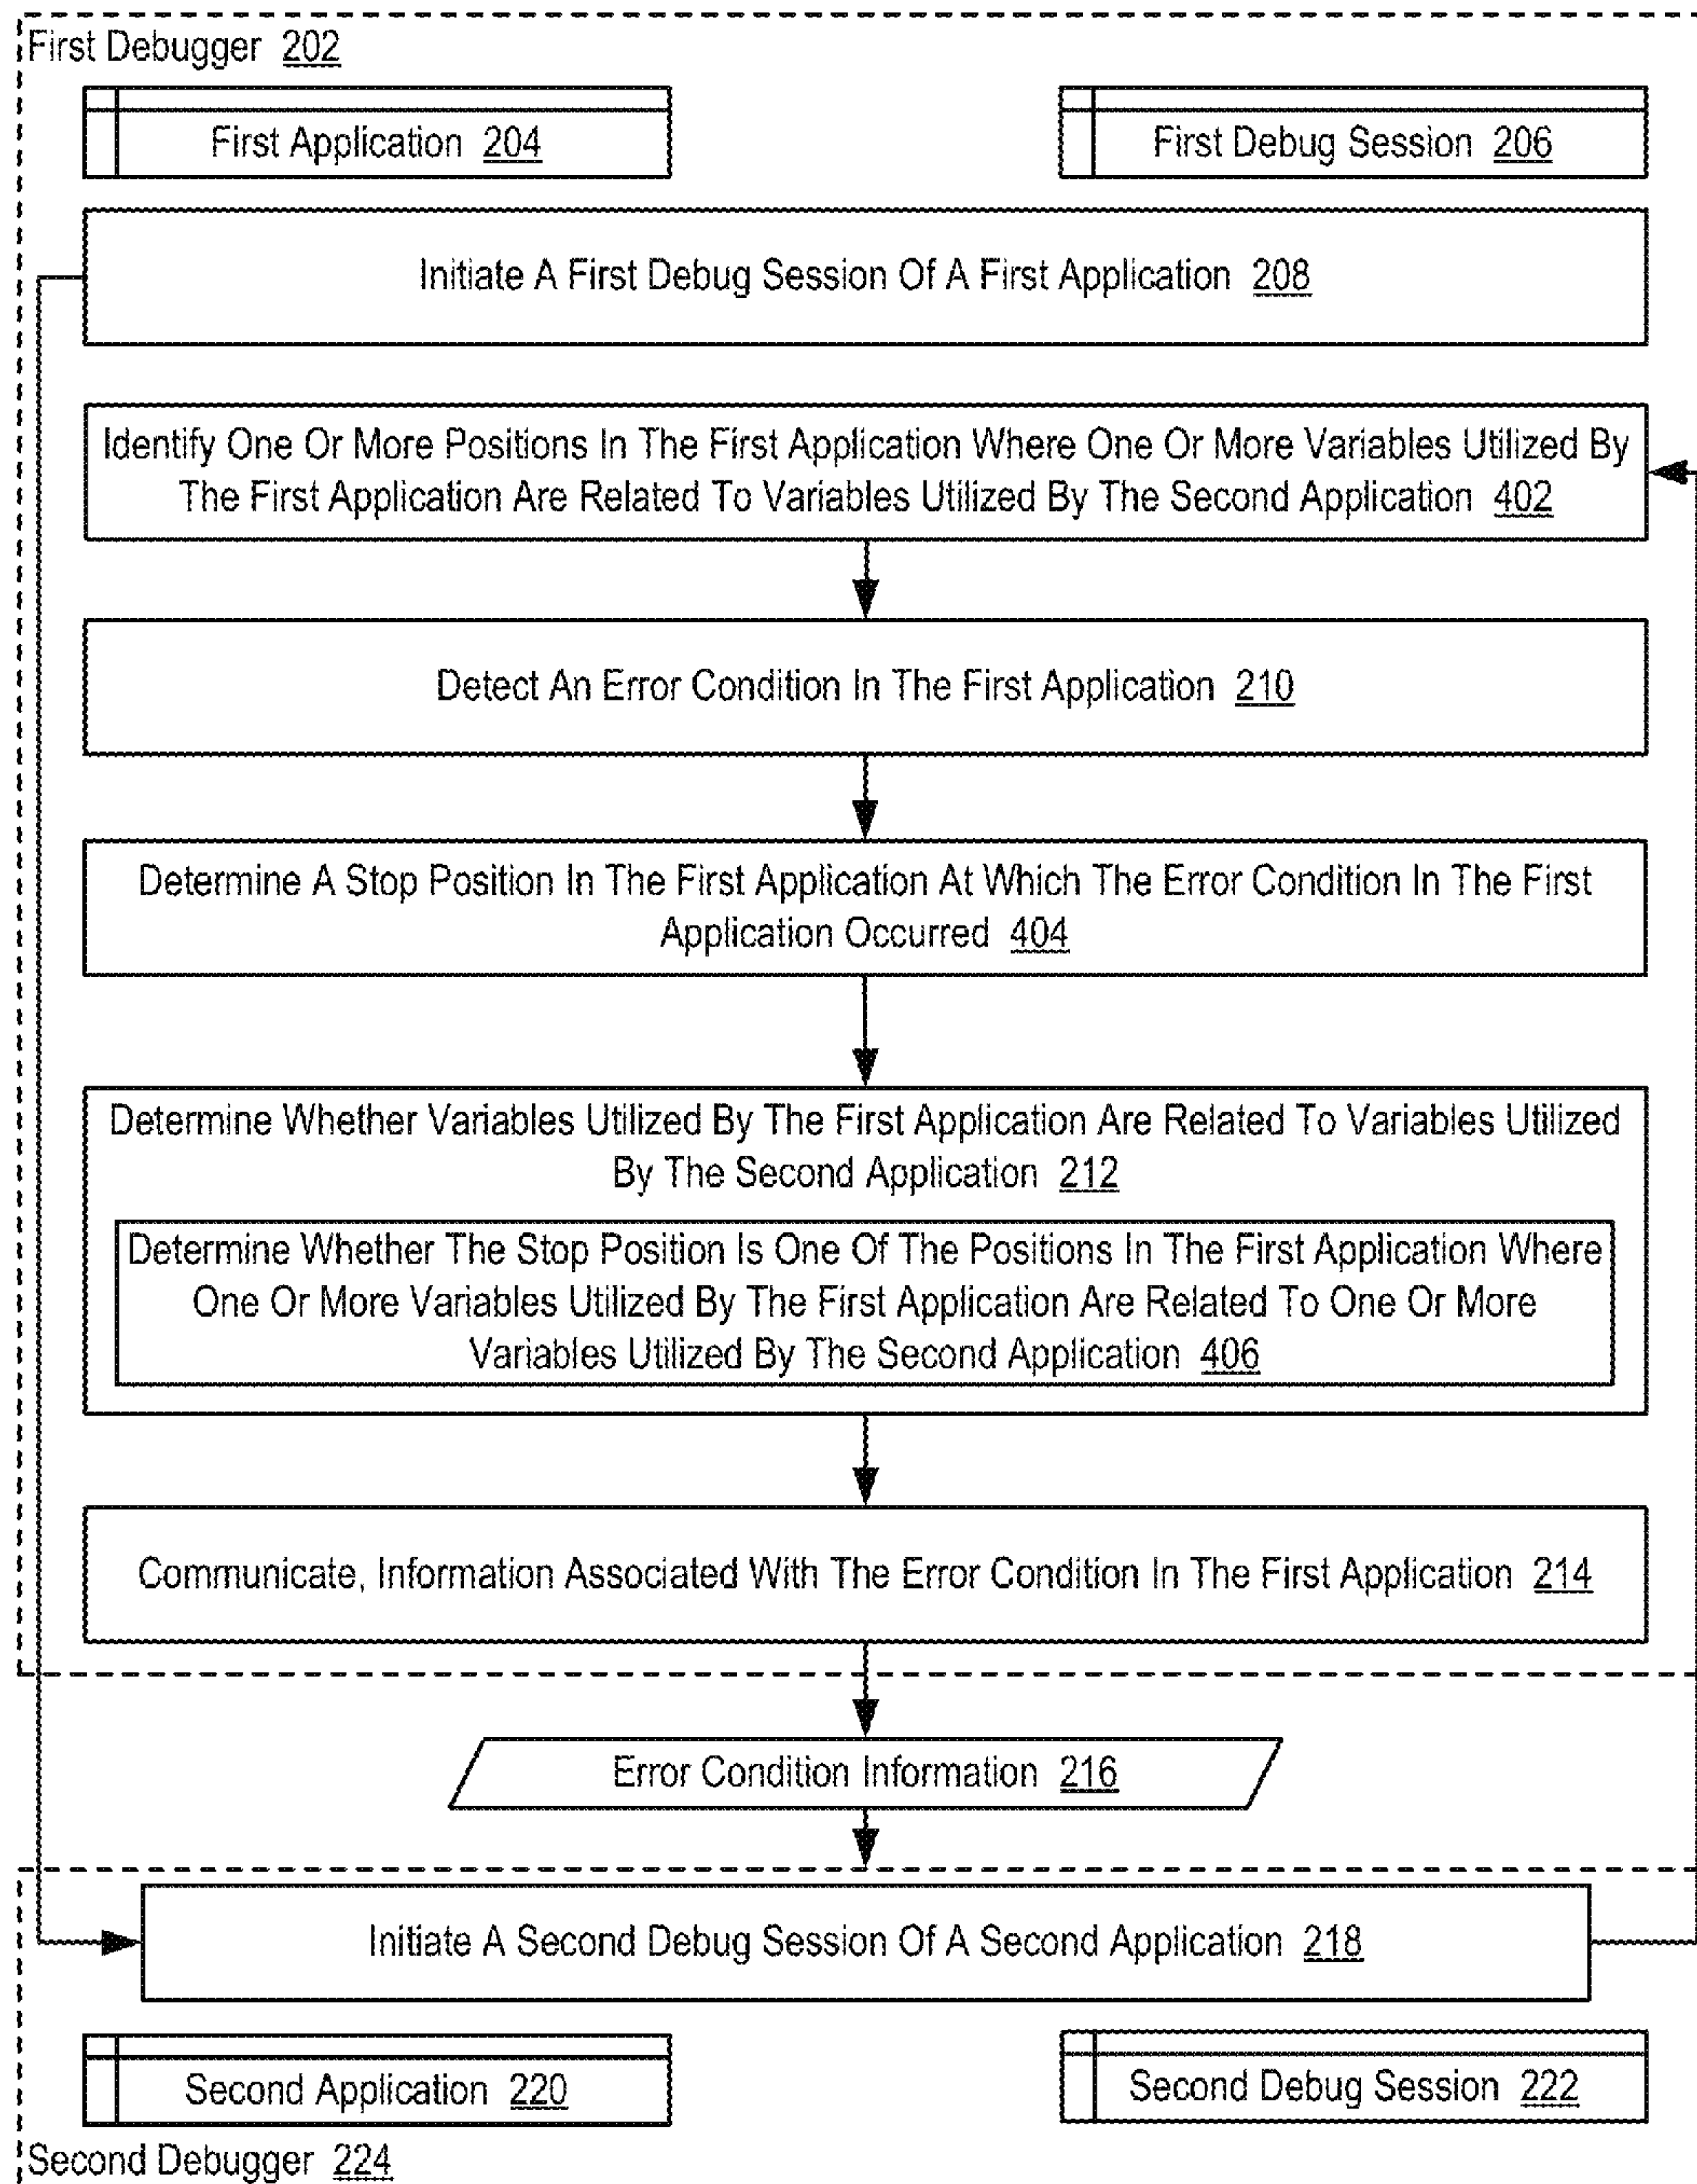 First Debugger 202
First Application 204
First Debug Session 206
Initiate A First Debug Session Of A First Application 208
Identify One Or More Positions In The First Application Where One Or More Variables Utilized By
The First Application Are Related To Variables Utilized By The Second Application 402
Detect An Error Condition In The First Application 210
Determine A Stop Position In The First Application At Which The Error Condition In The First
Application Occurred 404
Determine Whether Variables Utilized By The First Application Are Related To Variables Utilized
By The Second Application 212
Determine Whether The Stop Position Is One Of The Positions In The First Application Where
One Or More Variables Utilized By The First Application Are Related To One Or More
Variables Utilized By The Second Application 406
Communicate, Information Associated With The Error Condition In The First Application 214
Error Condition Information 216
Initiate A Second Debug Session Of A Second Application 218
Second Application 220
Second Debug Session 222
Second Debugger 224